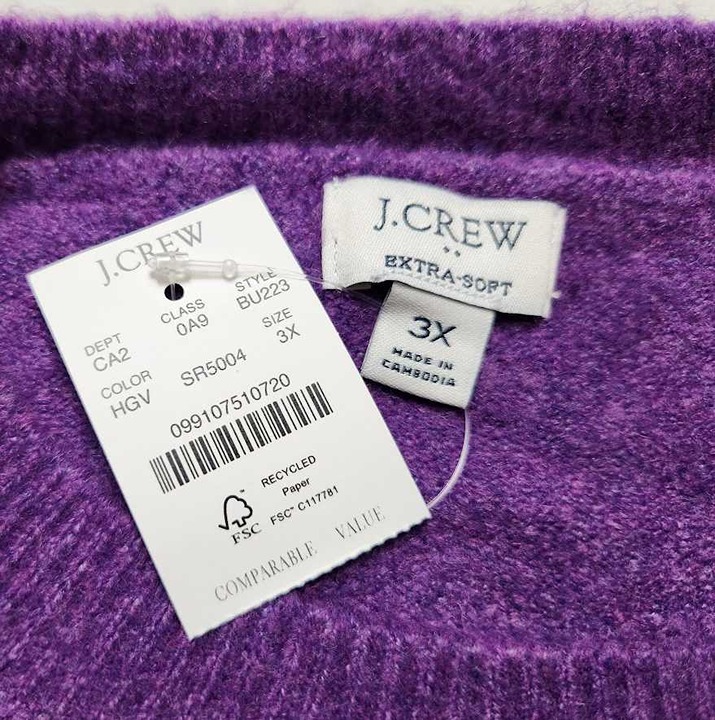 J.CREW
DEPT CLASS STYLE
CA2 0A9 BU223
COLOR SR5004 SIZE
HGV 3X
099107510720
RECYCLED
Paper
FSC™ C117781
FSC
COMPARABLE VALUE
J.CREW
EXTRA-SOFT
3X
MADE IN
CAMBODIA